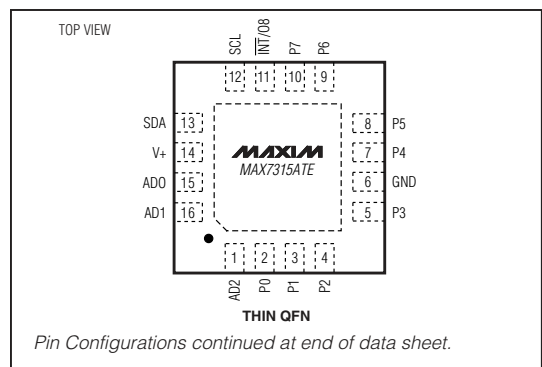 TOP VIEW
SCL
INT/O8
P7
P6
12
11
10
9
SDA 13
8 P5
V+ 14
7 P4
AD0 15
6 GND
AD1 16
5 P3
MAXIM
MAX7315ATE
1
2
3
4
AD2
P0
P1
P2
THIN QFN
Pin Configurations continued at end of data sheet.